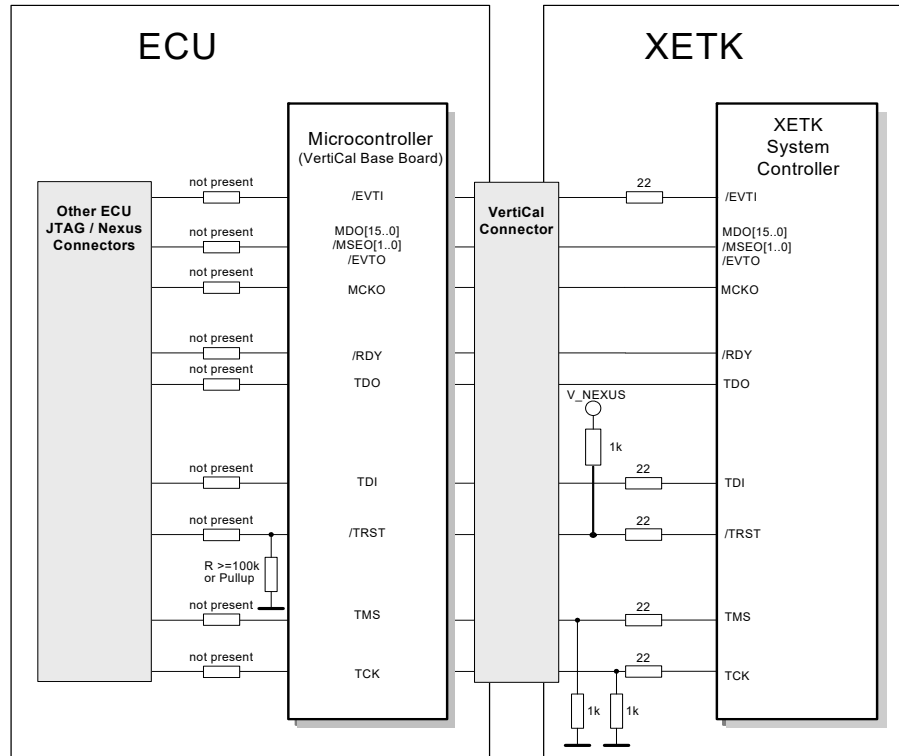 ECU
XETK
Microcontroller
(VertiCal Base Board)
XETK
System
Controller
Other ECU
JTAG / Nexus
Connectors
VertiCal
Connector
not present
/EVTI
22
/EVTI
not present
MDO[15..0]
/MSEO[1..0]
/EVTO
MDO[15..0]
/MSEO[1..0]
/EVTO
not present
MCKO
MCKO
not present
/RDY
/RDY
not present
TDO
TDO
V_NEXUS
1k
not present
TDI
22
TDI
not present
/TRST
22
/TRST
R >=100k
or Pullup
not present
TMS
22
TMS
not present
TCK
22
TCK
1k
1k